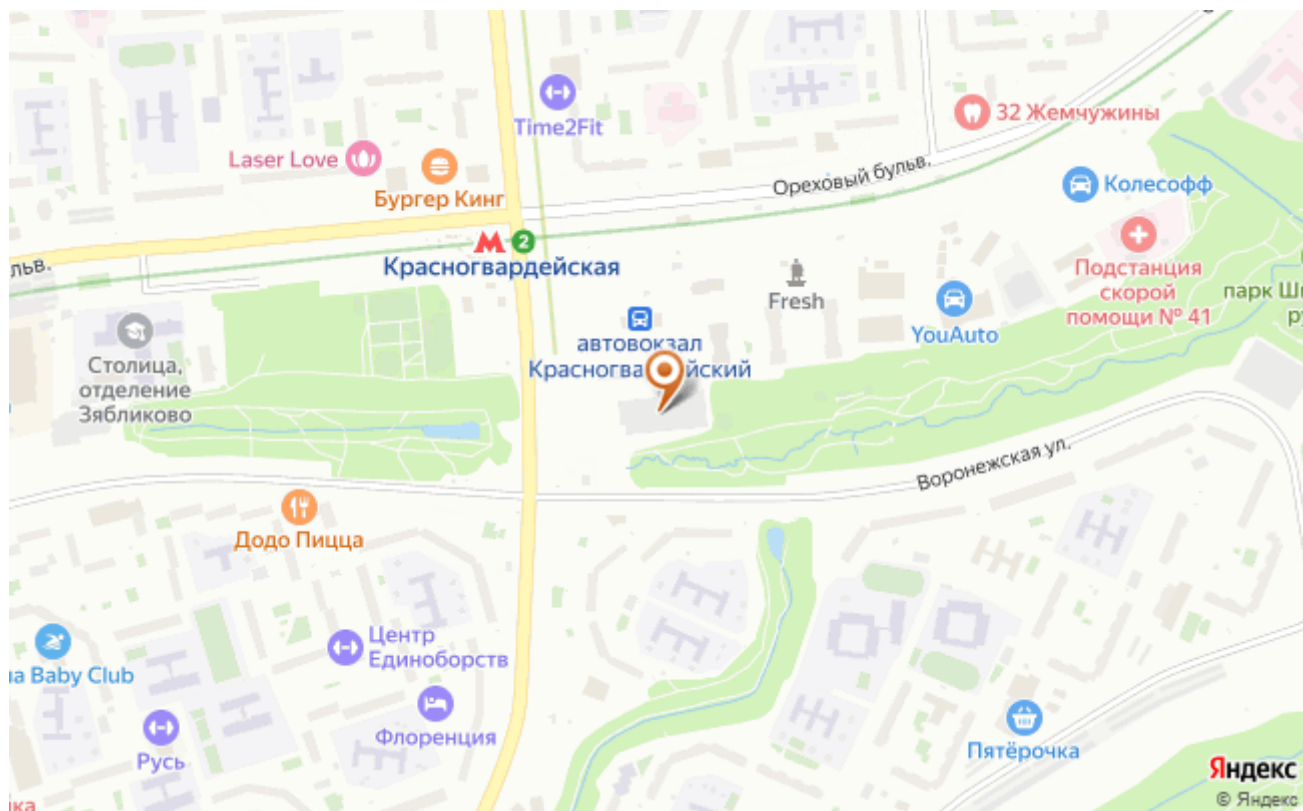 32 Жемчужины
Time2Fit
Laser Love
Бургер Кинг
Ореховый бульв.
Колесофф
М 2
Красногвардейская
льв.
Fresh
Подстанция
скорой
помощи № 41
YouAuto
автовокзал
Столица,
отделение
Зябликово
Воронежская ул.
Додо Пицца
Центр
Единоборств
Baby Club
Флоренция
Русь
Пятёрочка
Яндекс
© Яндекс